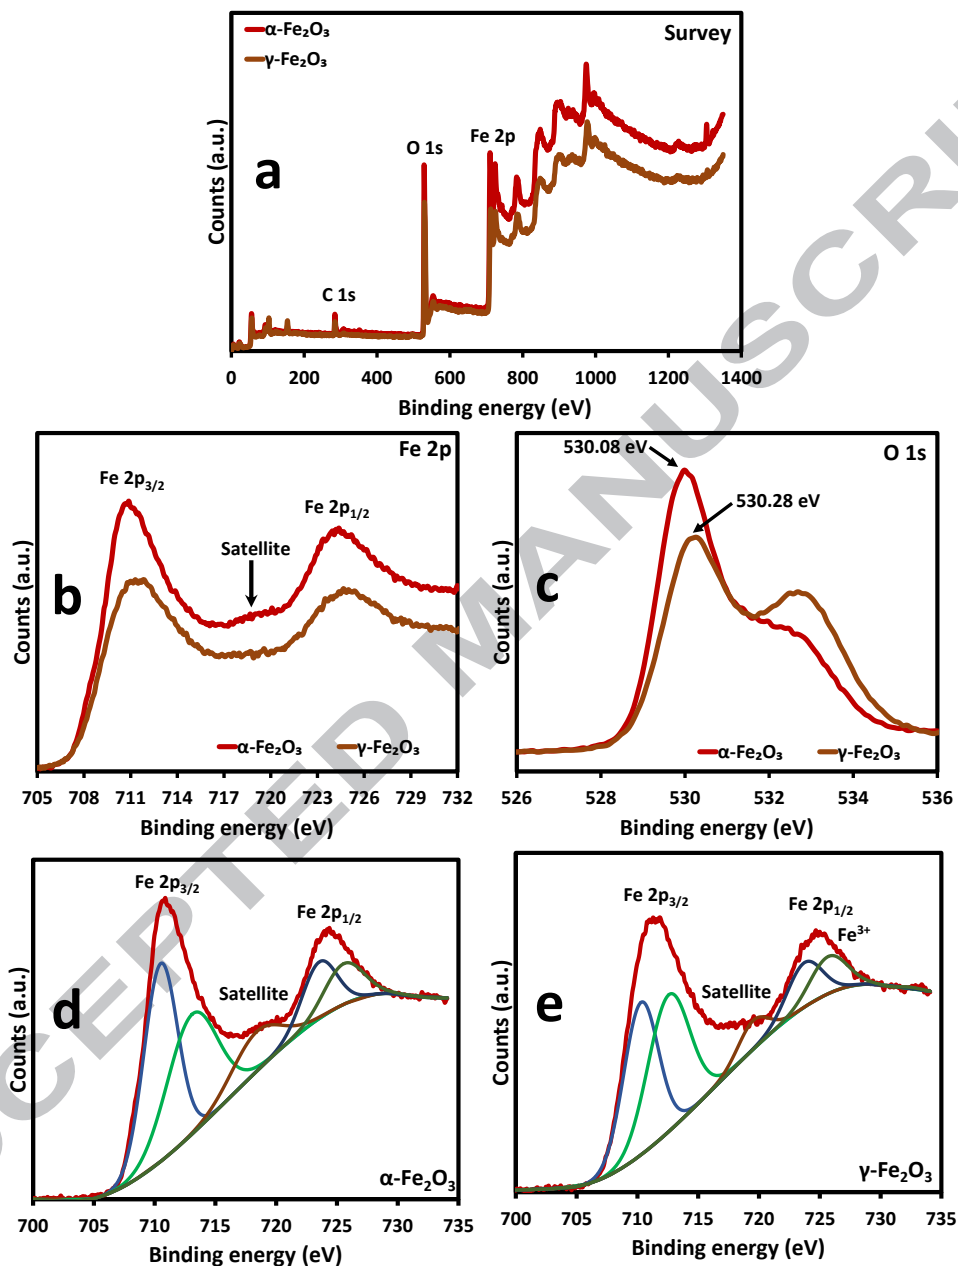 α-Fe₂O₃
γ-Fe₂O₃
Survey
a
O 1s
Fe 2p
C 1s
Counts (a.u.)
0 200 400 600 800 1000 1200 1400
Binding energy (eV)
Fe 2p
Fe 2p₃/₂
Fe 2p₁/₂
Satellite
b
Counts (a.u.)
α-Fe₂O₃ γ-Fe₂O₃
705 708 711 714 717 720 723 726 729 732
Binding energy (eV)
530.08 eV
O 1s
530.28 eV
c
Counts (a.u.)
α-Fe₂O₃ γ-Fe₂O₃
526 528 530 532 534 536
Binding energy (eV)
Fe 2p₃/₂
Fe 2p₁/₂
Satellite
d
Counts (a.u.)
α-Fe₂O₃
700 705 710 715 720 725 730 735
Binding energy (eV)
Fe 2p₃/₂
Fe 2p₁/₂
Fe³⁺
Satellite
e
Counts (a.u.)
γ-Fe₂O₃
700 705 710 715 720 725 730 735
Binding energy (eV)
CCEPTED MANUSCRI